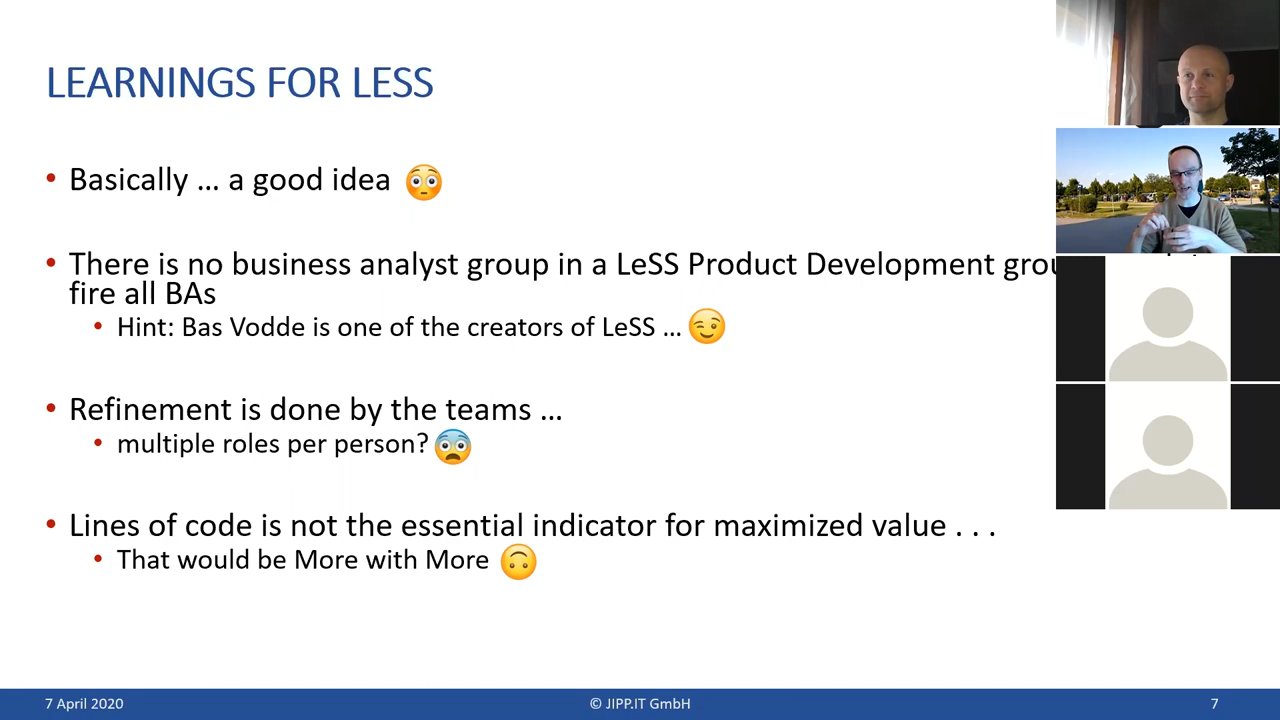 LEARNINGS FOR LESS
• Basically … a good idea 😳
• There is no business analyst group in a LeSS Product Development
fire all BAs
• Hint: Bas Vodde is one of the creators of LeSS … 😉
• Refinement is done by the teams …
• multiple roles per person? 😨
• Lines of code is not the essential indicator for maximized value . . .
• That would be More with More 🙃
7 April 2020
© JIPP.IT GmbH
7